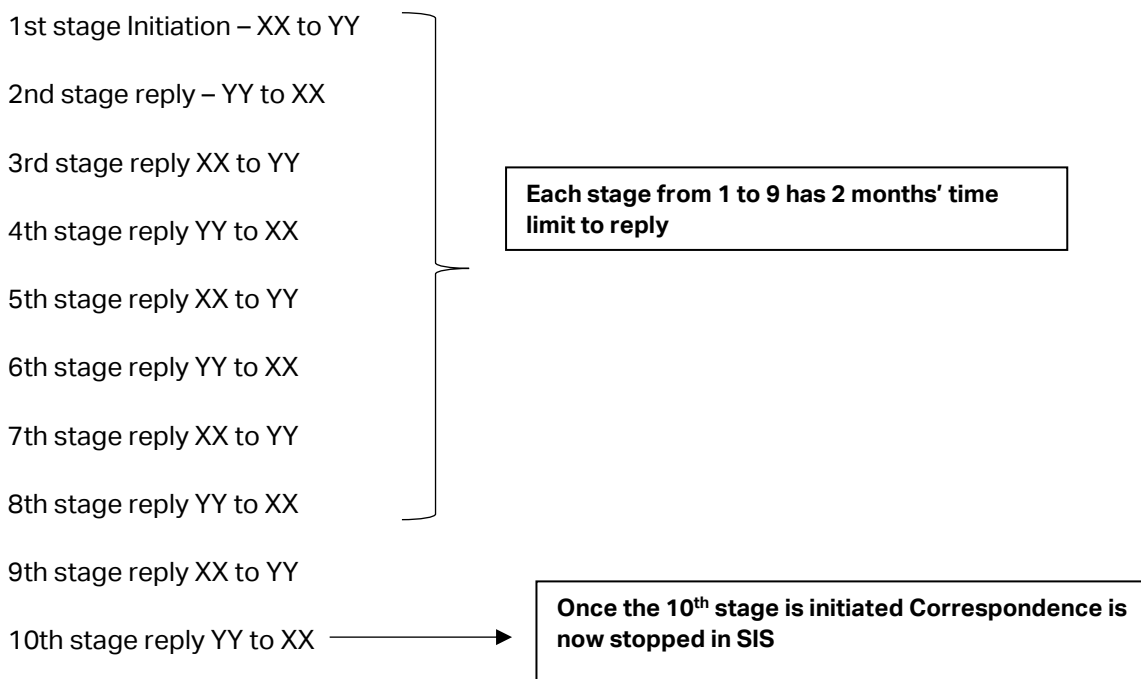 1st stage Initiation – XX to YY
2nd stage reply – YY to XX
3rd stage reply XX to YY
Each stage from 1 to 9 has 2 months’ time
limit to reply
4th stage reply YY to XX
5th stage reply XX to YY
6th stage reply YY to XX
7th stage reply XX to YY
8th stage reply YY to XX
9th stage reply XX to YY
Once the 10th stage is initiated Correspondence is
now stopped in SIS
10th stage reply YY to XX